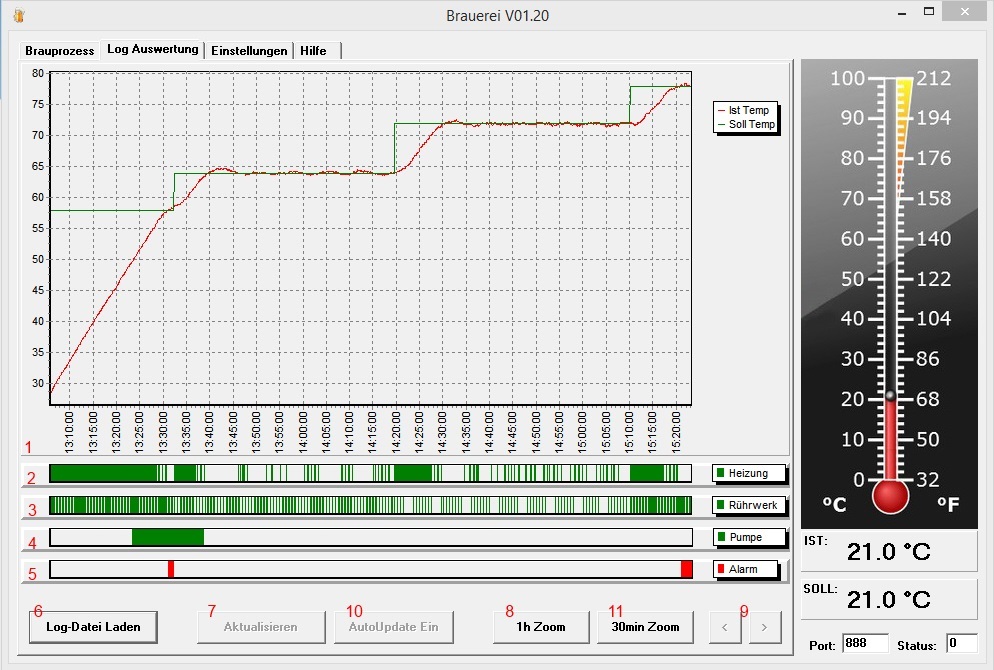 Brauerei V01.20
Brauprozess Log Auswertung Einstellungen Hilfe
80
75
70
65
60
55
50
45
40
35
30
Ist Temp
Soll Temp
13:10:00 13:15:00 13:20:00 13:25:00 13:30:00 13:35:00 13:40:00 13:45:00 13:50:00 13:55:00 14:00:00 14:05:00 14:10:00 14:15:00 14:20:00 14:25:00 14:30:00 14:35:00 14:40:00 14:45:00 14:50:00 14:55:00 15:00:00 15:05:00 15:10:00 15:15:00 15:20:00
1
2 Heizung
3 Rührwerk
4 Pumpe
5 Alarm
6 7 10 8 11 9
Log-Datei Laden Aktualisieren AutoUpdate Ein 1h Zoom 30min Zoom < >
100 212
90 194
80 176
70 158
60 140
50 122
40 104
30 86
20 68
10 50
0 32
ºC ºF
IST: 21.0 °C
SOLL: 21.0 °C
Port: 888 Status: 0